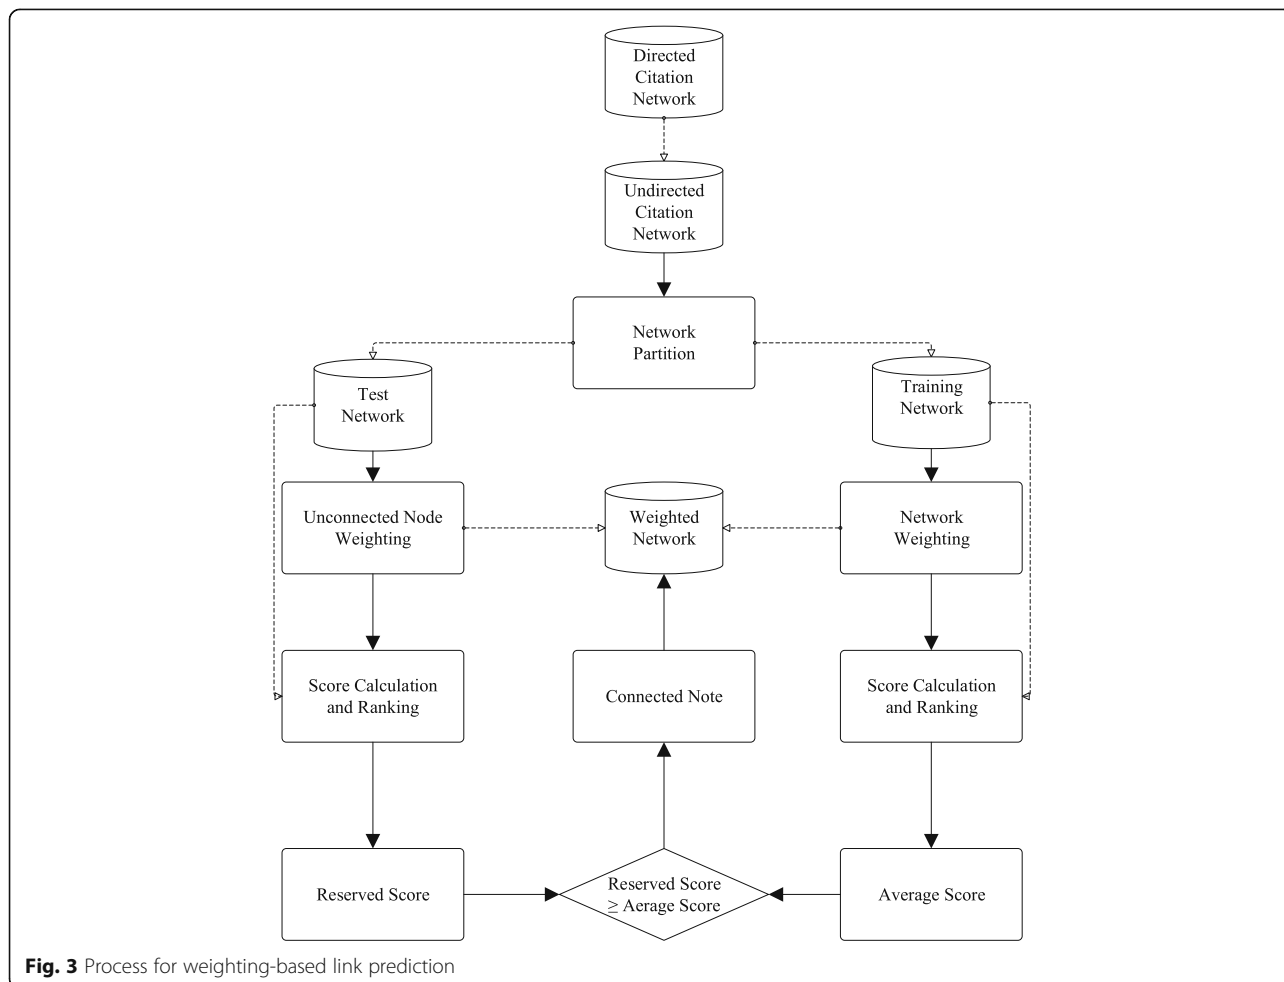 Directed
Citation
Network
Undirected
Citation
Network
Network
Partition
Test
Network
Training
Network
Unconnected Node
Weighting
Weighted
Network
Network
Weighting
Score Calculation
and Ranking
Connected Note
Score Calculation
and Ranking
Reserved Score
Reserved Score
≥ Aerage Score
Average Score
Fig. 3 Process for weighting-based link prediction